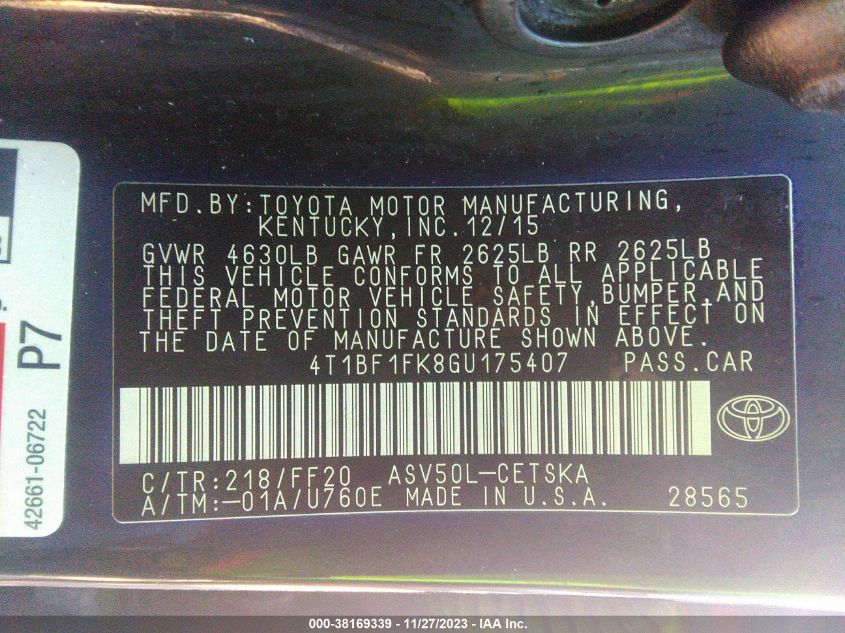 MFD.BY:TOYOTA MOTOR MANUFACTURING,
KENTUCKY,INC.12/15
GVWR 4630LB GAWR FR 2625LB RR 2625LB
THIS VEHICLE CONFORMS TO ALL APPLICABLE
FEDERAL MOTOR VEHICLE SAFETY,BUMPER,AND
THEFT PREVENTION STANDARDS IN EFFECT ON
THE DATE OF MANUFACTURE SHOWN ABOVE.
4T1BF1FK8GU175407 PASS.CAR
C/TR:218/FF20 ASV50L-CETSKA
A/TM:-01A/U760E MADE IN U.S.A. 28565
P7
42661-06722
000-38169339 - 11/27/2023 - IAA Inc.